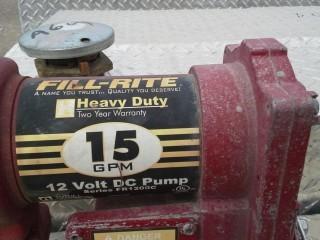 FILL-RITE
A NAME YOU TRUST... QUALITY YOU DESERVE!
Heavy Duty
Two Year Warranty
15
GPM
12 Volt DC Pump
Series FR1200C
DANGER